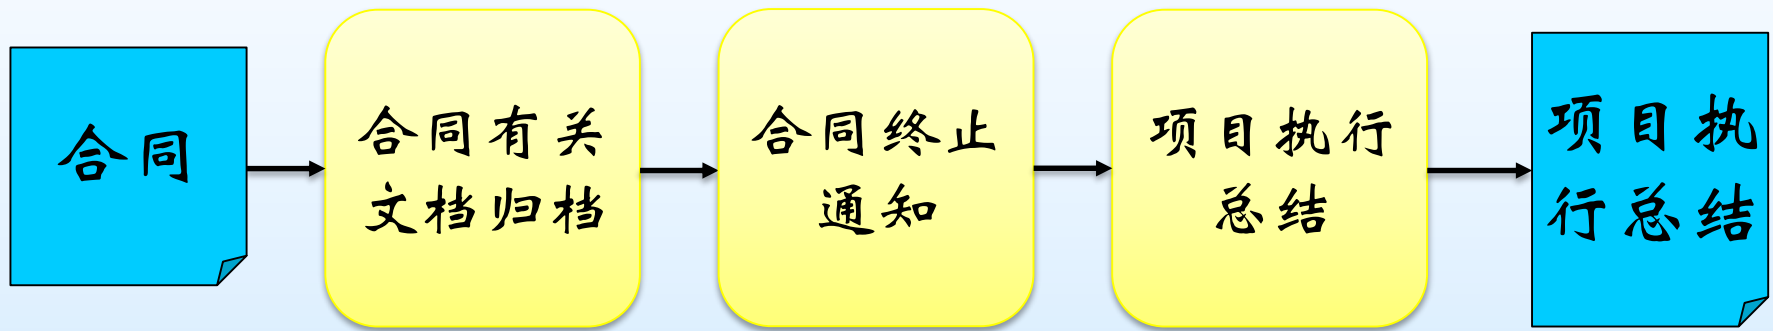 合同
合同有关
文档归档
合同终止
通知
项目执行
总结
项目执
行总结